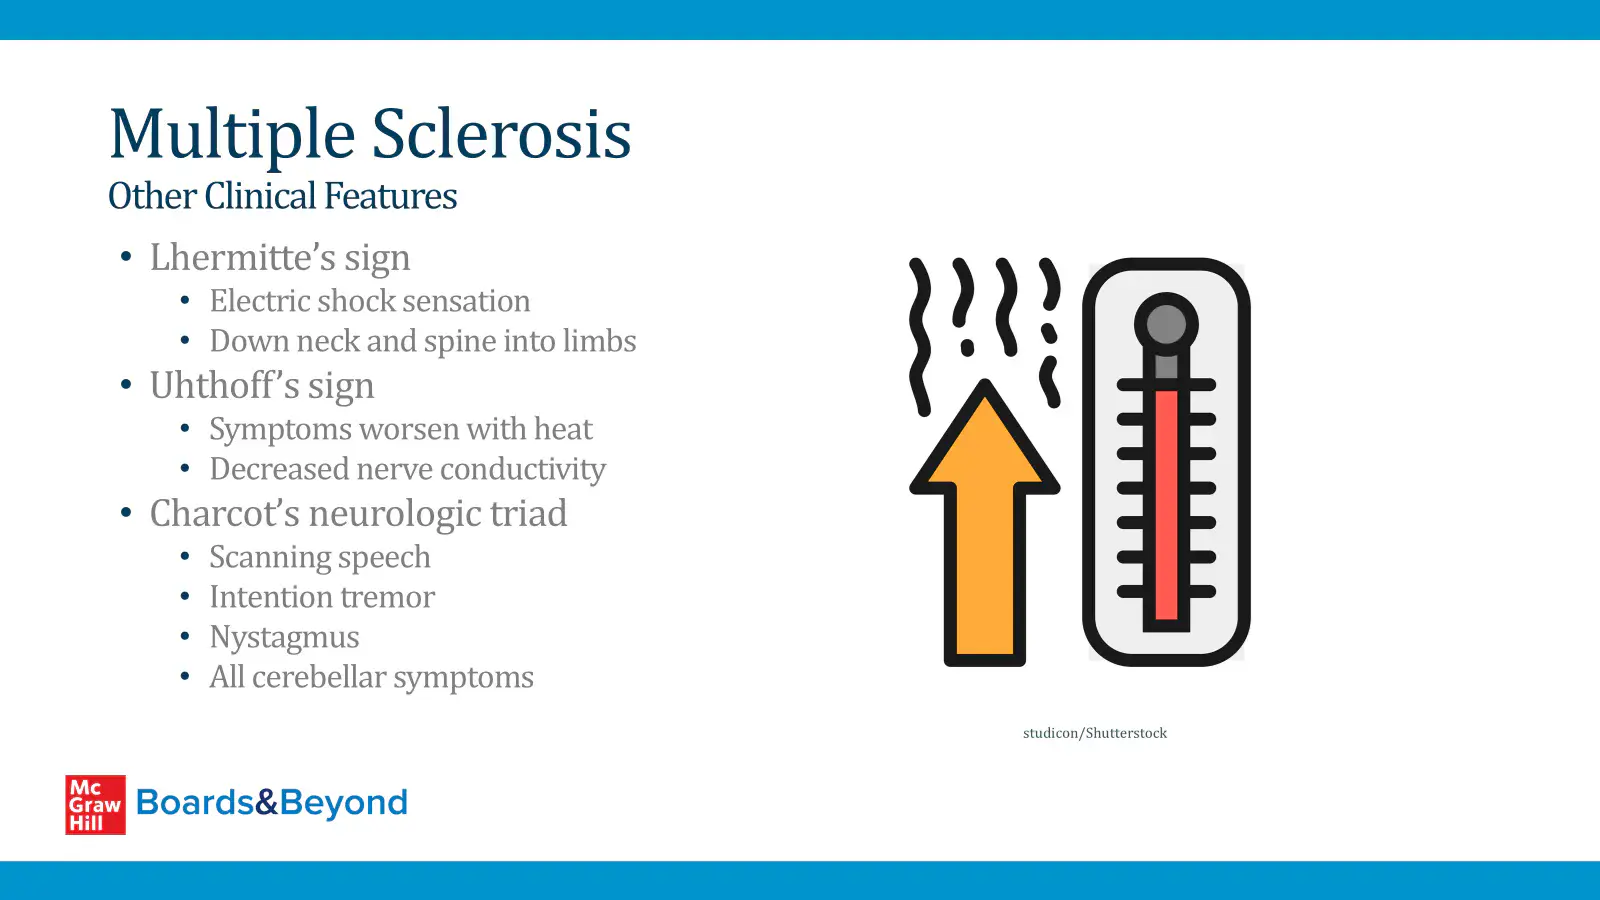 Multiple Sclerosis
Other Clinical Features
• Lhermitte’s sign
• Electric shock sensation
• Down neck and spine into limbs
• Uhthoff’s sign
• Symptoms worsen with heat
• Decreased nerve conductivity
• Charcot’s neurologic triad
• Scanning speech
• Intention tremor
• Nystagmus
• All cerebellar symptoms
studicon/Shutterstock
Mc
Graw
Hill
Boards&Beyond